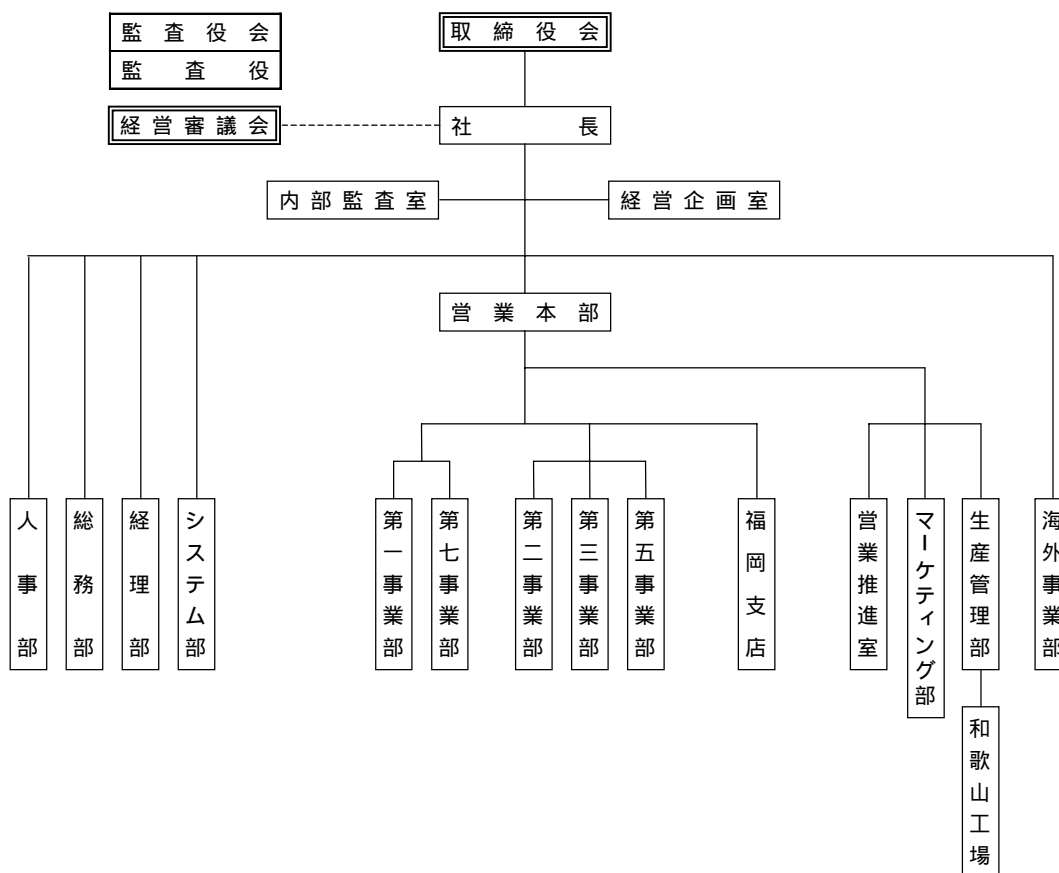 監査役会
取締役会
監査役
経営審議会
社長
内部監査室
経営企画室
営業本部
人事部
総務部
経理部
システム部
第一事業部
第七事業部
第二事業部
第三事業部
第五事業部
福岡支店
営業推進室
マーケティング部
生産管理部
海外事業部
和歌山工場